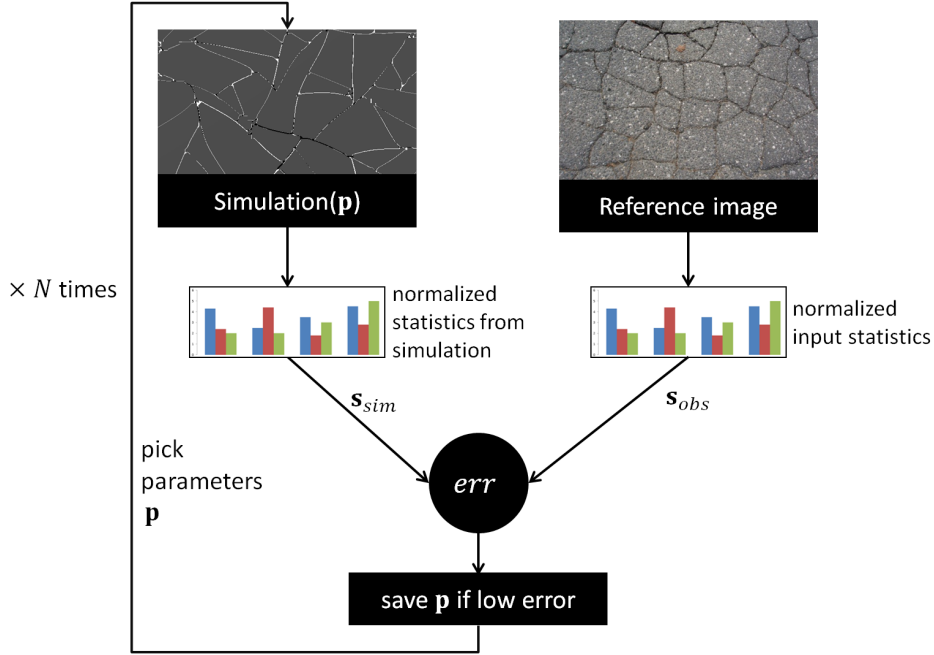 Simulation(p)
Reference image
× N times
normalized
statistics from
simulation
normalized
input statistics
s_sim
s_obs
pick
parameters
p
err
save p if low error